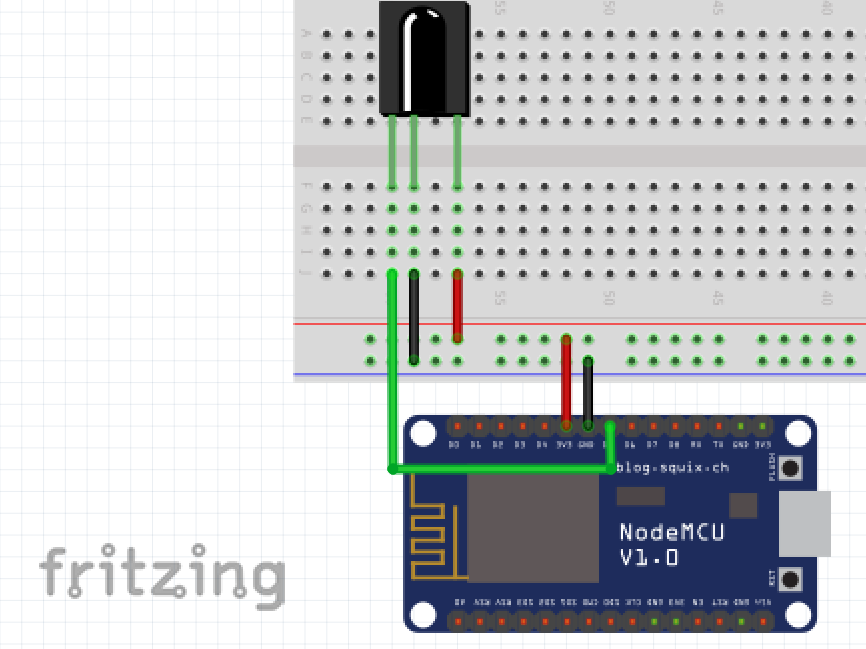 55 50 45 40
A
B
C
D
E
F
G
H
I
J
55 50 45 40
D0 D1 D2 D3 D4 3V3 GND D6 D7 D8 RX TX GND 3V3
blog.squix.ch
FLASH
NodeMCU
V1.0
RST
fritzing